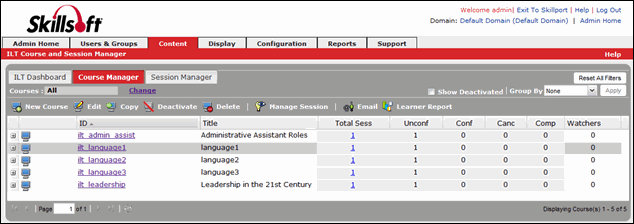 Skillsoft
Welcome admin| Exit To Skillport | Help | Log Out
Domain: Default Domain (Default Domain) | Admin Home
Admin Home Users & Groups Content Display Configuration Reports Support
ILT Course and Session Manager Help
ILT Dashboard Course Manager Session Manager Reset All Filters
Courses : All Change Show Deactivated Group By None Apply
New Course Edit Copy Deactivate Delete Manage Session Email Learner Report
ID Title Total Sess Unconf Conf Canc Comp Watchers
ilt_admin_assist Administrative Assistant Roles 1 1 0 0 0 0
ilt_language1 language1 1 1 0 0 0 0
ilt_language2 language2 1 1 0 0 0 0
ilt_language3 language3 1 1 0 0 0 0
ilt_leadership Leadership in the 21st Century 1 1 0 0 0 0
Page 1 of 1 Displaying Course(s) 1 - 5 of 5